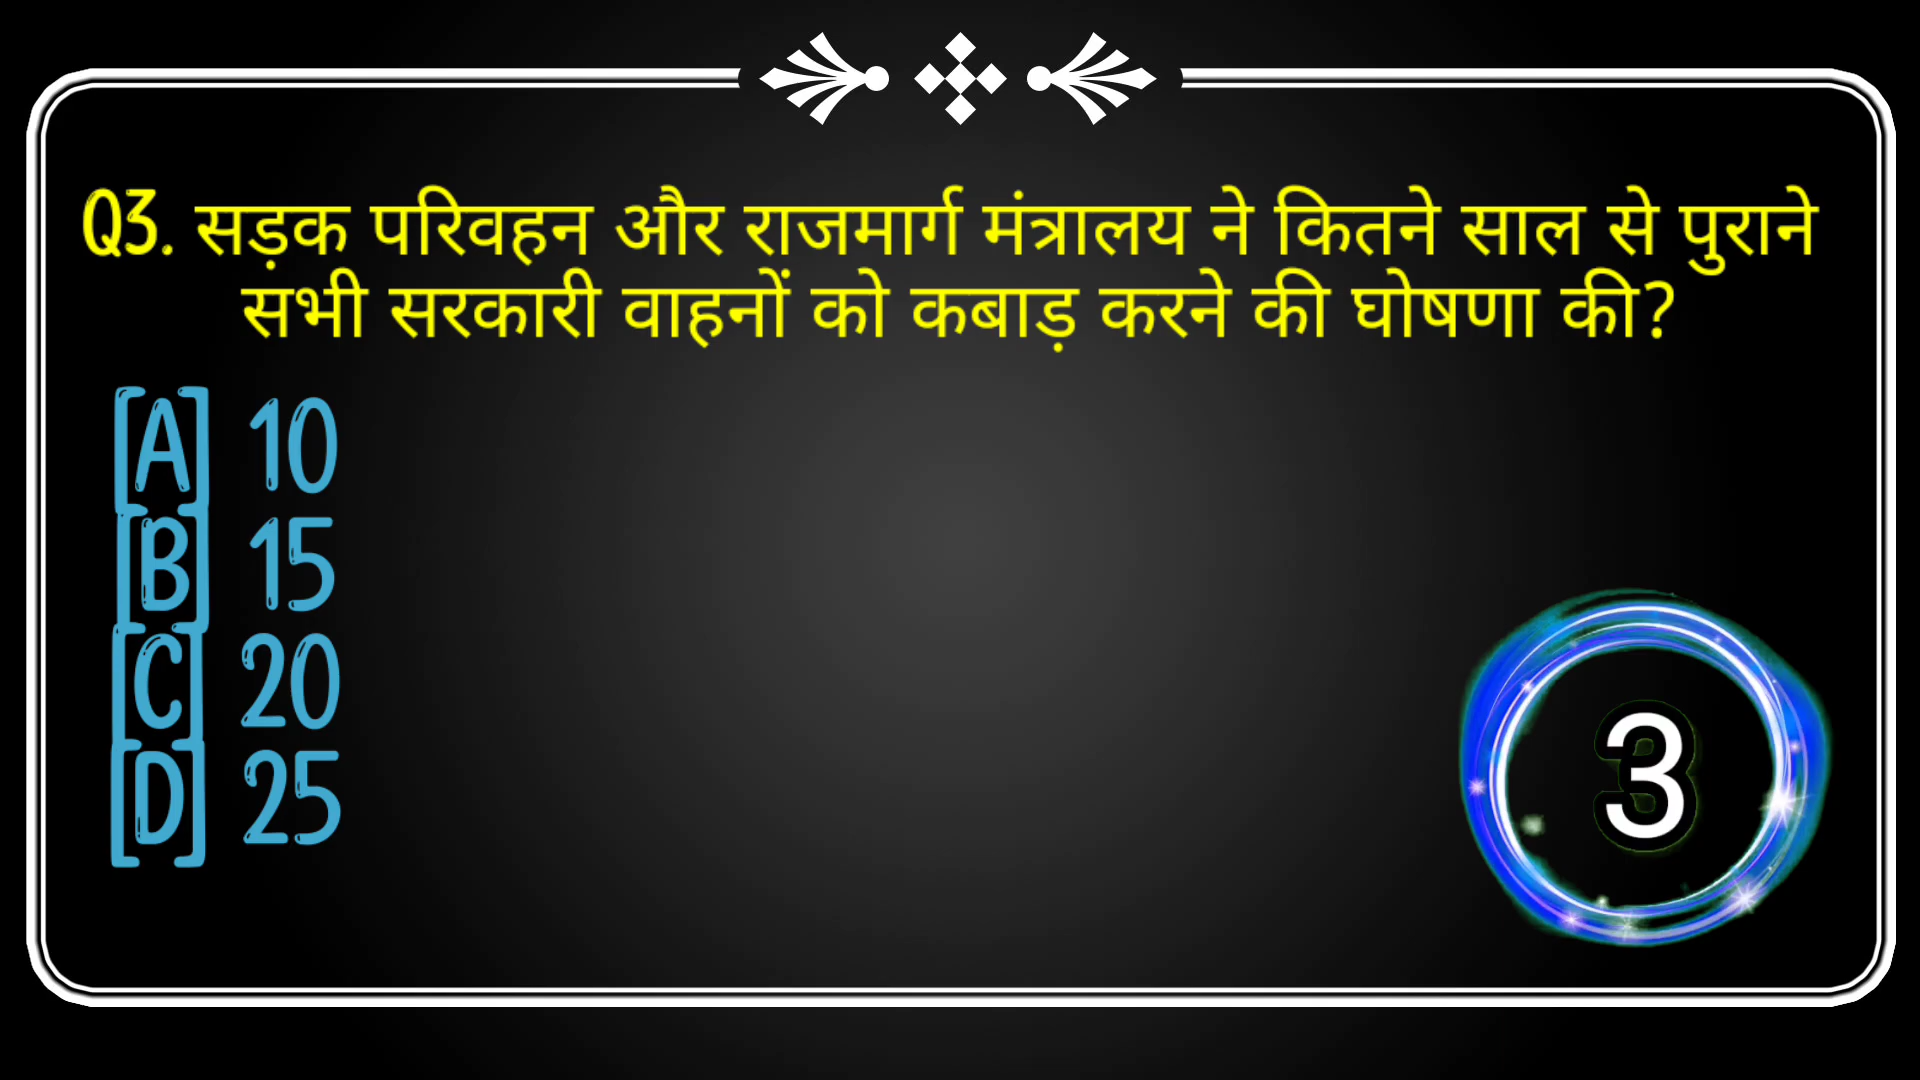 Q3. सड़क परिवहन और राजमार्ग मंत्रालय ने कितने साल से पुराने
सभी सरकारी वाहनों को कबाड़ करने की घोषणा की?
[A] 10
[B] 15
[C] 20
[D] 25
3